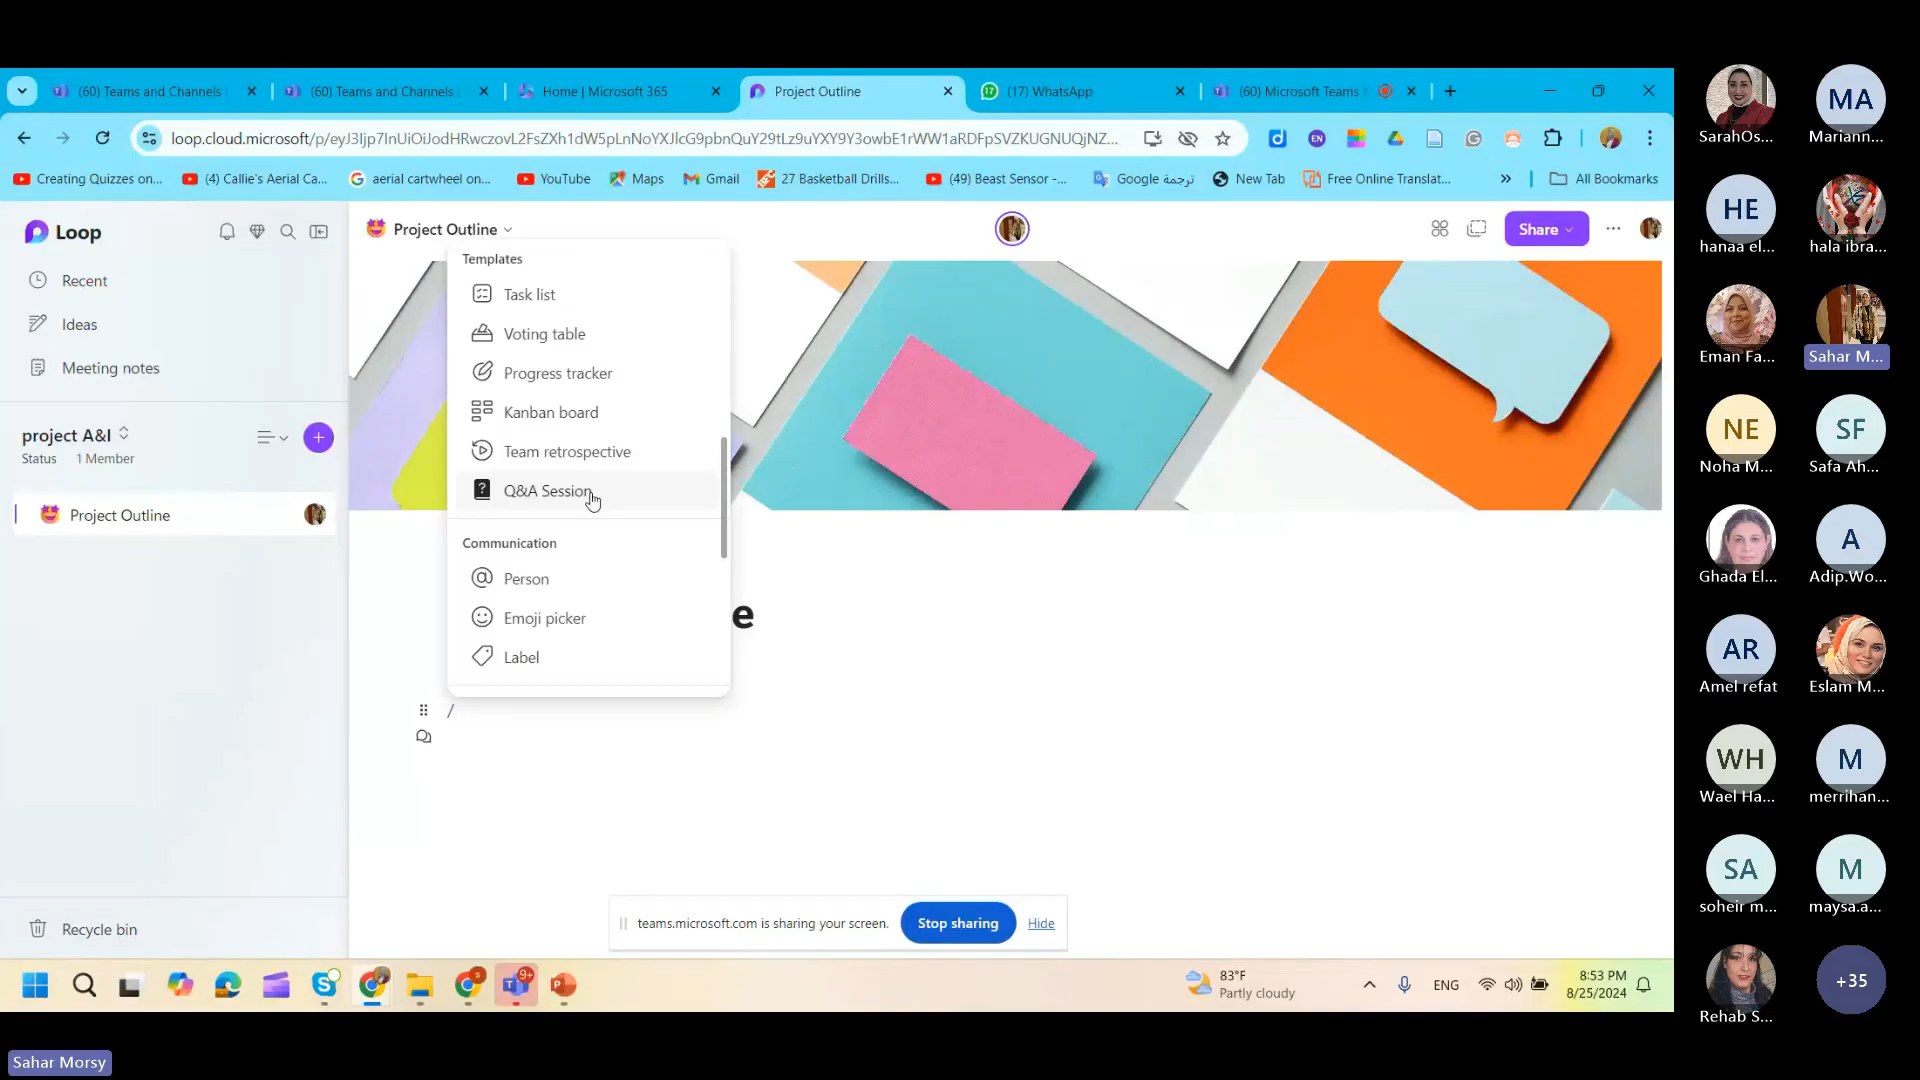 (60) Teams and Channels
(60) Teams and Channels
Home | Microsoft 365
Project Outline
(17) WhatsApp
(60) Microsoft Teams
loop.cloud.microsoft/p/eyJ3Ijp7InUiOiJodHRwczovL2FsZXh1dW5pLnNoYXJlcG9pbnQuY29tLz9uYXY9Y3owbE1rWW1aRDFpSVZKUGNUQjNZ...
Creating Quizzes on...
(4) Callie's Aerial Ca...
aerial cartwheel on...
YouTube
Maps
Gmail
27 Basketball Drills...
(49) Beast Sensor -...
Google ترجمة
New Tab
Free Online Translat...
All Bookmarks
Loop
Recent
Ideas
Meeting notes
project A&I
Status 1 Member
Project Outline
Recycle bin
Project Outline
Share
Templates
Task list
Voting table
Progress tracker
Kanban board
Team retrospective
Q&A Session
Communication
Person
Emoji picker
Label
e
/
teams.microsoft.com is sharing your screen.
Stop sharing
Hide
9+
83°F
Partly cloudy
ENG
8:53 PM
8/25/2024
SarahOs...
MA
Mariann...
HE
hanaa el...
hala ibra...
Eman Fa...
Sahar M...
NE
Noha M...
SF
Safa Ah...
Ghada El...
A
Adip.Wo...
AR
Amel refat
Eslam M...
WH
Wael Ha...
M
merrihan...
SA
soheir m...
M
maysa.a...
Rehab S...
+35
Sahar Morsy